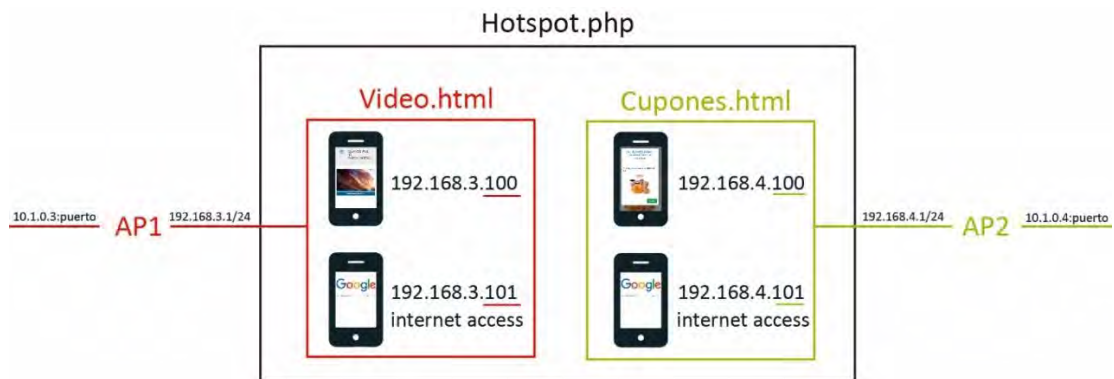 Hotspot.php
Video.html
Cupones.html
192.168.3.100
192.168.4.100
10.1.0.3:puerto
AP1
192.168.3.1/24
192.168.4.1/24
AP2
10.1.0.4:puerto
Google
192.168.3.101
internet access
Google
192.168.4.101
internet access